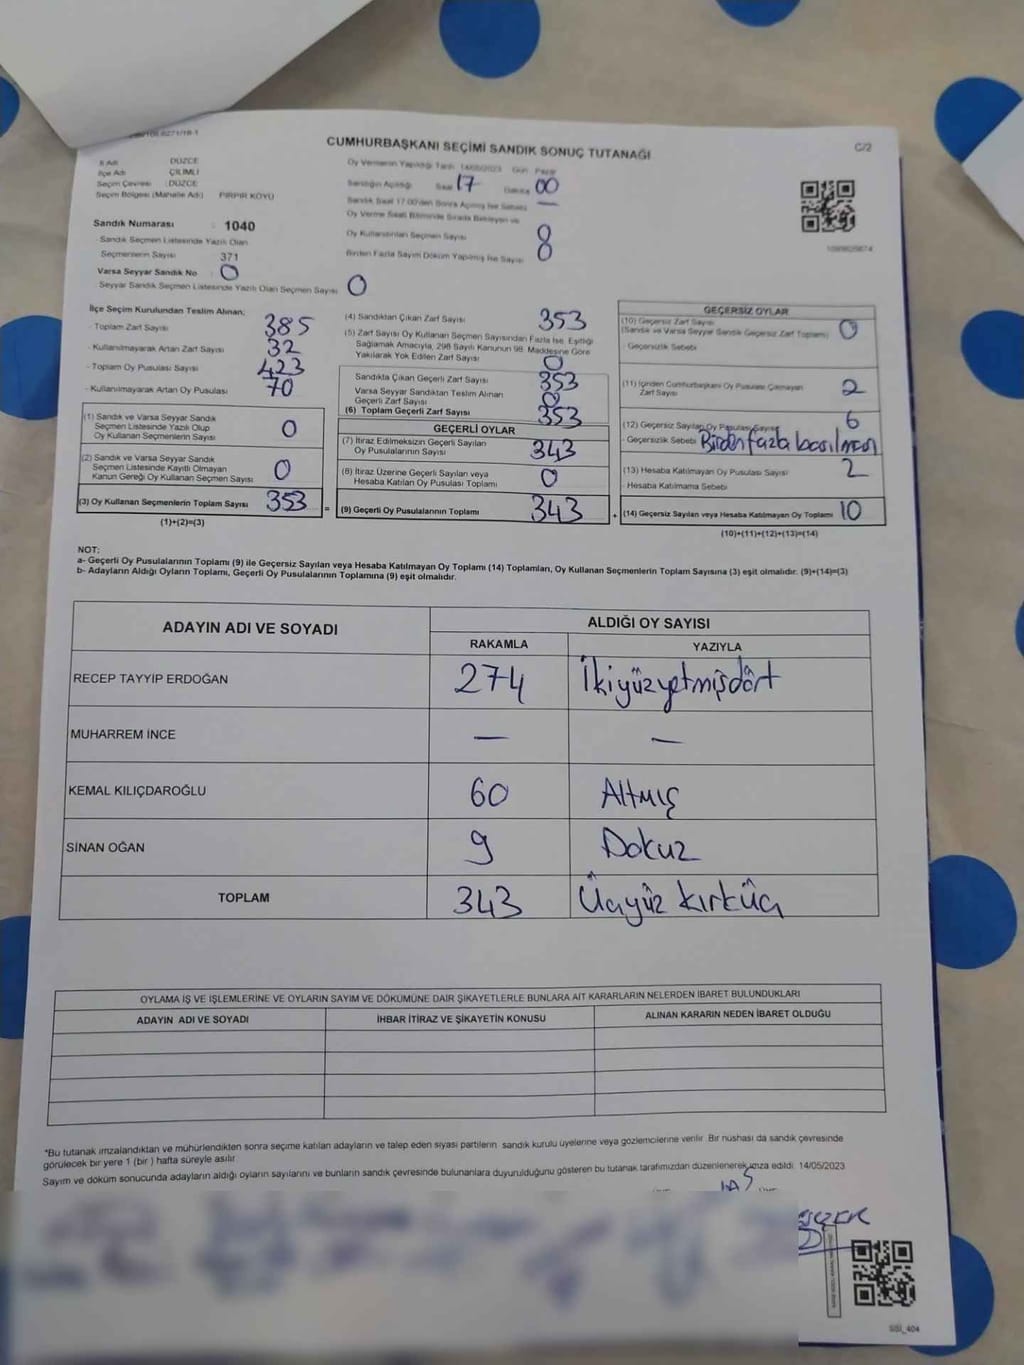 CUMHURBAŞKANI SEÇİMİ SANDIK SONUÇ TUTANAĞI
C/2
İl Adı DÜZCE
İlçe Adı ÇİLİMLİ
Seçim Çevresi : DÜZCE
Seçim Bölgesi (Mahalle Adı) PIRPIR KÖYÜ
Oy Vermenin Yapıldığı Tarih 14/05/2023 Gün Pazar
Sandığın Açıldığı Saat 17 Dakika 00
Sandık Saat 17:00'den Sonra Açılmış İse Sebebi —
Oy Verme Saati Bitiminde Sırada Bekleyen ve
Oy Kullandırılan Seçmen Sayısı 8
Birden Fazla Sayım Döküm Yapılmış İse Sayısı
Sandık Numarası : 1040
Sandık Seçmen Listesinde Yazılı Olan
Seçmenlerin Sayısı 371
Varsa Seyyar Sandık No : 0
Seyyar Sandık Seçmen Listesinde Yazılı Olan Seçmen Sayısı 0
İlçe Seçim Kurulundan Teslim Alınan;
- Toplam Zarf Sayısı 385
- Kullanılmayarak Artan Zarf Sayısı 32
- Toplam Oy Pusulası Sayısı 423
- Kullanılmayarak Artan Oy Pusulası 70
(1) Sandık ve Varsa Seyyar Sandık
Seçmen Listesinde Yazılı Olup
Oy Kullanan Seçmenlerin Sayısı 0
(2) Sandık ve Varsa Seyyar Sandık
Seçmen Listesinde Kayıtlı Olmayan
Kanun Gereği Oy Kullanan Seçmen Sayısı 0
(3) Oy Kullanan Seçmenlerin Toplam Sayısı 353
(1)+(2)=(3)
(4) Sandıktan Çıkan Zarf Sayısı 353
(5) Zarf Sayısı Oy Kullanan Seçmen Sayısından Fazla İse, Eşitliği
Sağlamak Amacıyla, 298 Sayılı Kanunun 98. Maddesine Göre
Yakılarak Yok Edilen Zarf Sayısı 0
Sandıkta Çıkan Geçerli Zarf Sayısı 353
Varsa Seyyar Sandıktan Teslim Alınan
Geçerli Zarf Sayısı 0
(6) Toplam Geçerli Zarf Sayısı 353
GEÇERLİ OYLAR
(7) İtiraz Edilmeksizin Geçerli Sayılan
Oy Pusulalarının Sayısı 343
(8) İtiraz Üzerine Geçerli Sayılan veya
Hesaba Katılan Oy Pusulası Toplamı 0
= (9) Geçerli Oy Pusulalarının Toplamı 343
GEÇERSİZ OYLAR
(10) Geçersiz Zarf Sayısı
(Sandık ve Varsa Seyyar Sandık Geçersiz Zarf Toplamı) 0
- Geçersizlik Sebebi
(11) İçinden Cumhurbaşkanı Oy Pusulası Çıkmayan
Zarf Sayısı 2
(12) Geçersiz Sayılan Oy Pusulası Sayısı 6
- Geçersizlik Sebebi Birden fazla basılması
(13) Hesaba Katılmayan Oy Pusulası Sayısı 2
- Hesaba Katılmama Sebebi
+ (14) Geçersiz Sayılan veya Hesaba Katılmayan Oy Toplamı 10
(10)+(11)+(12)+(13)=(14)
NOT:
a- Geçerli Oy Pusulalarının Toplamı (9) ile Geçersiz Sayılan veya Hesaba Katılmayan Oy Toplamı (14) Toplamları, Oy Kullanan Seçmenlerin Toplam Sayısına (3) eşit olmalıdır. (9)+(14)=(3)
b- Adayların Aldığı Oyların Toplamı, Geçerli Oy Pusulalarının Toplamına (9) eşit olmalıdır.
ADAYIN ADI VE SOYADI
ALDIĞI OY SAYISI
RAKAMLA YAZIYLA
RECEP TAYYİP ERDOĞAN 274 İkiyüzyetmişdört
MUHARREM İNCE — —
KEMAL KILIÇDAROĞLU 60 Altmış
SİNAN OĞAN 9 Dokuz
TOPLAM 343 Üçyüz kırküç
OYLAMA İŞ VE İŞLEMLERİNE VE OYLARIN SAYIM VE DÖKÜMÜNE DAİR ŞİKAYETLERLE BUNLARA AİT KARARLARIN NELERDEN İBARET BULUNDUKLARI
ADAYIN ADI VE SOYADI İHBAR İTİRAZ VE ŞİKAYETİN KONUSU ALINAN KARARIN NEDEN İBARET OLDUĞU
*Bu tutanak imzalandıktan ve mühürlendikten sonra seçime katılan adayların ve talep eden siyasi partilerin sandık kurulu üyelerine veya gözlemcilerine verilir. Bir nüshası da sandık çevresinde
görülecek bir yere 1 (bir) hafta süreyle asılır.
Sayım ve döküm sonucunda adayların aldığı oyların sayılarını ve bunların sandık çevresinde bulunanlara duyurulduğunu gösteren bu tutanak tarafımızdan düzenlenerek imza edildi. 14/05/2023
SSİ_404